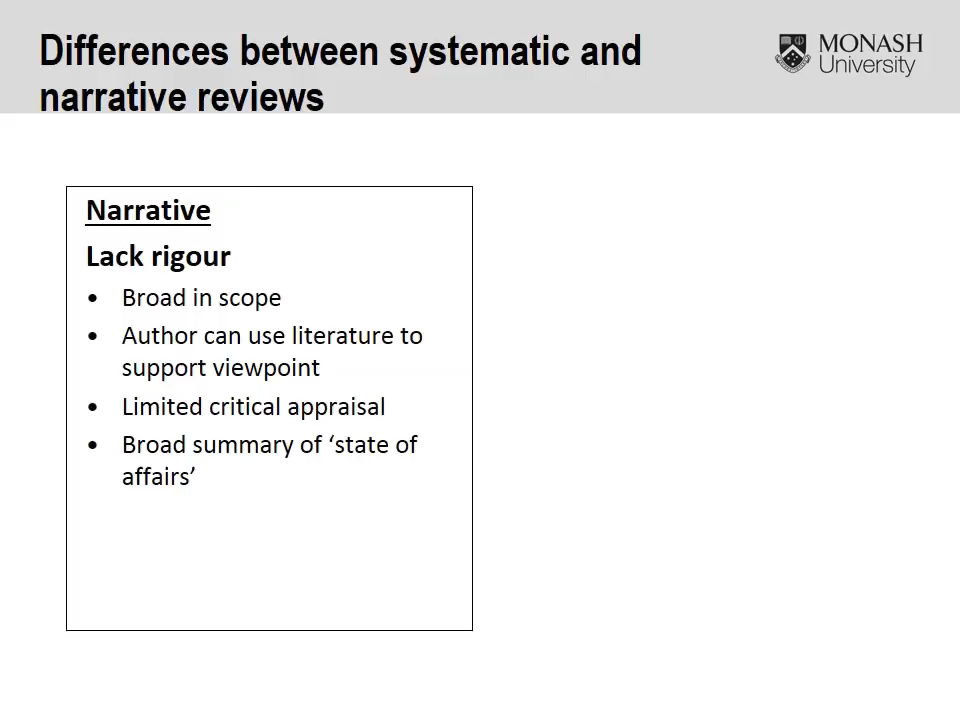 Differences between systematic and
narrative reviews
MONASH
University
Narrative
Lack rigour
• Broad in scope
• Author can use literature to
support viewpoint
• Limited critical appraisal
• Broad summary of ‘state of
affairs’